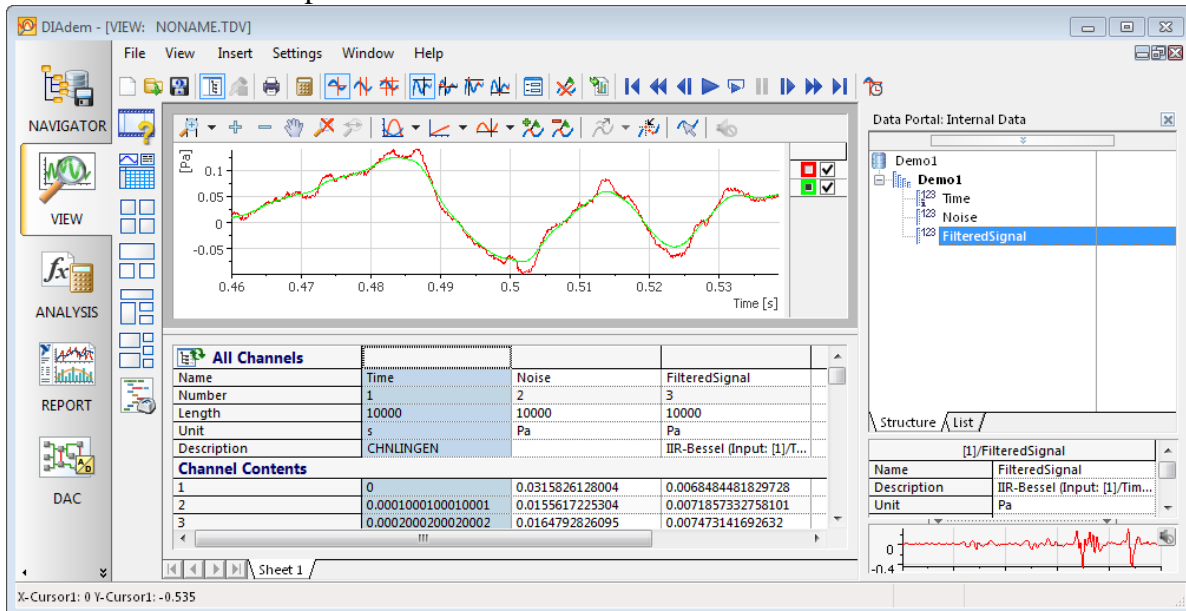 DIAdem - [VIEW: NONAME.TDV]
File View Insert Settings Window Help
NAVIGATOR
VIEW
ANALYSIS
REPORT
DAC
[Pa]
0.1
0.05
0
-0.05
0.46 0.47 0.48 0.49 0.5 0.51 0.52 0.53
Time [s]
All Channels
Name Time Noise FilteredSignal
Number 1 2 3
Length 10000 10000 10000
Unit s Pa Pa
Description CHNLINGEN IIR-Bessel (Input: [1]/T...
Channel Contents
1 0 0.0315826128004 0.0068484481829728
2 0.0001000100010001 0.0155617225304 0.0071857332758101
3 0.0002000200020002 0.0164792826095 0.007473141692632
Sheet 1
Data Portal: Internal Data
Demo1
Demo1
123 Time
123 Noise
123 FilteredSignal
Structure List
[1]/FilteredSignal
Name FilteredSignal
Description IIR-Bessel (Input: [1]/Tim...
Unit Pa
0
-0.4
X-Cursor1: 0 Y-Cursor1: -0.535